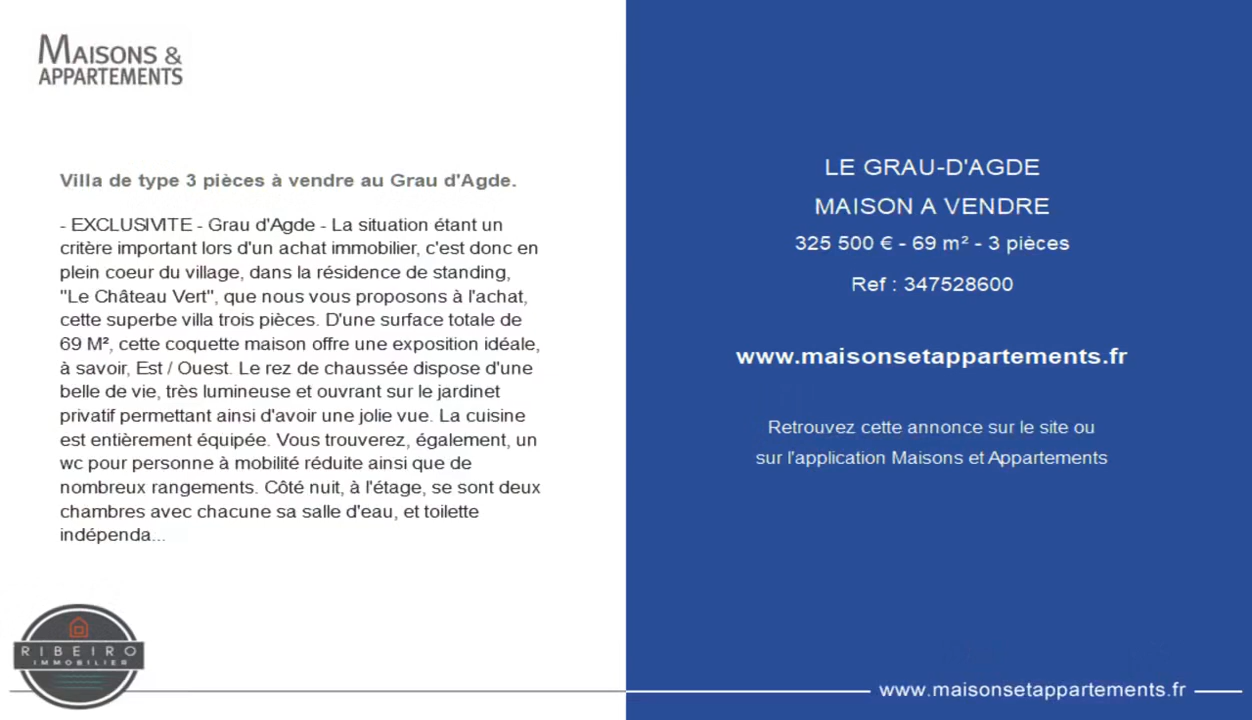 MAISONS &
APPARTEMENTS
Villa de type 3 pièces à vendre au Grau d'Agde.
- EXCLUSIVITE - Grau d'Agde - La situation étant un
critère important lors d'un achat immobilier, c'est donc en
plein coeur du village, dans la résidence de standing,
"Le Château Vert", que nous vous proposons à l'achat,
cette superbe villa trois pièces. D'une surface totale de
69 M², cette coquette maison offre une exposition idéale,
à savoir, Est / Ouest. Le rez de chaussée dispose d'une
belle de vie, très lumineuse et ouvrant sur le jardinet
privatif permettant ainsi d'avoir une jolie vue. La cuisine
est entièrement équipée. Vous trouverez, également, un
wc pour personne à mobilité réduite ainsi que de
nombreux rangements. Côté nuit, à l'étage, se sont deux
chambres avec chacune sa salle d'eau, et toilette
indépenda...
RIBEIRO
IMMOBILIER
LE GRAU-D'AGDE
MAISON A VENDRE
325 500 € - 69 m² - 3 pièces
Ref : 347528600
www.maisonsetappartements.fr
Retrouvez cette annonce sur le site ou
sur l'application Maisons et Appartements
www.maisonsetappartements.fr